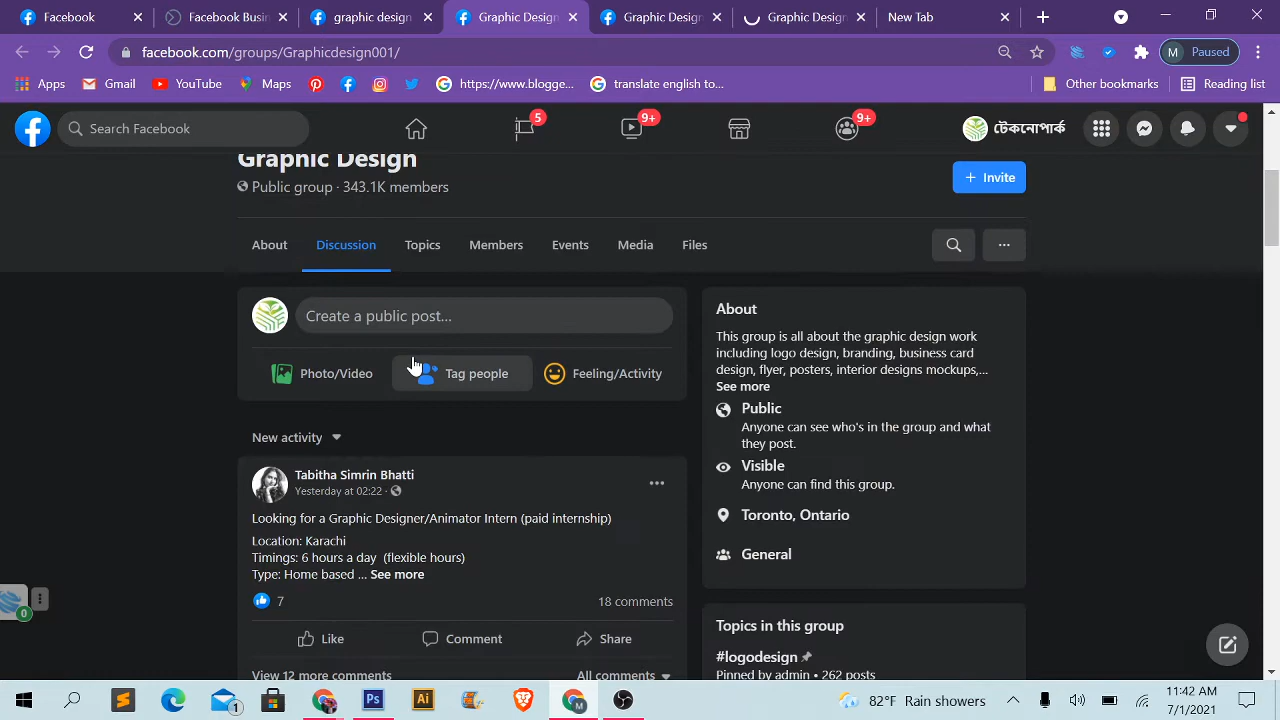 Facebook
Facebook Busin
graphic design
Graphic Design
Graphic Design
Graphic Design
New Tab
facebook.com/groups/Graphicdesign001/
M Paused
Apps
Gmail
YouTube
Maps
https://www.blogge...
translate english to...
Other bookmarks
Reading list
Search Facebook
5
9+
9+
টেকনোপার্ক
Graphic Design
Public group · 343.1K members
+ Invite
About
Discussion
Topics
Members
Events
Media
Files
Create a public post...
Photo/Video
Tag people
Feeling/Activity
New activity
Tabitha Simrin Bhatti
Yesterday at 02:22 ·
Looking for a Graphic Designer/Animator Intern (paid internship)
Location: Karachi
Timings: 6 hours a day (flexible hours)
Type: Home based ... See more
7
18 comments
Like
Comment
Share
View 12 more comments
All comments
About
This group is all about the graphic design work
including logo design, branding, business card
design, flyer, posters, interior designs mockups,...
See more
Public
Anyone can see who's in the group and what
they post.
Visible
Anyone can find this group.
Toronto, Ontario
General
Topics in this group
#logodesign
Pinned by admin • 262 posts
0
Ps
Ai
1
M
82°F Rain showers
11:42 AM
7/1/2021